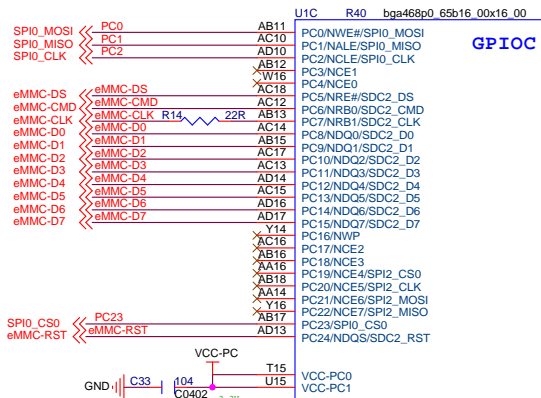 U1C R40 bga468p0_65b16_00x16_00
GPIOC
SPI0_MOSI PC0 AB11 PC0/NWE#/SPI0_MOSI
SPI0_MISO PC1 AC10 PC1/NALE/SPI0_MISO
SPI0_CLK PC2 AD10 PC2/NCLE/SPI0_CLK
AB12 PC3/NCE1
W16 PC4/NCE0
eMMC-DS eMMC-DS AC18 PC5/NRE#/SDC2_DS
eMMC-CMD eMMC-CMD AC12 PC6/NRB0/SDC2_CMD
eMMC-CLK eMMC-CLK R14 22R AB13 PC7/NRB1/SDC2_CLK
eMMC-D0 eMMC-D0 AC14 PC8/NDQ0/SDC2_D0
eMMC-D1 eMMC-D1 AB15 PC9/NDQ1/SDC2_D1
eMMC-D2 eMMC-D2 AC17 PC10/NDQ2/SDC2_D2
eMMC-D3 eMMC-D3 AC13 PC11/NDQ3/SDC2_D3
eMMC-D4 eMMC-D4 AD14 PC12/NDQ4/SDC2_D4
eMMC-D5 eMMC-D5 AC15 PC13/NDQ5/SDC2_D5
eMMC-D6 eMMC-D6 AD16 PC14/NDQ6/SDC2_D6
eMMC-D7 eMMC-D7 AD17 PC15/NDQ7/SDC2_D7
Y14 PC16/NWP
AC16 PC17/NCE2
AB16 PC18/NCE3
AA16 PC19/NCE4/SPI2_CS0
AB18 PC20/NCE5/SPI2_CLK
AA14 PC21/NCE6/SPI2_MOSI
Y16 PC22/NCE7/SPI2_MISO
SPI0_CS0 PC23 AB17 PC23/SPI0_CS0
eMMC-RST eMMC-RST AD13 PC24/NDQS/SDC2_RST
VCC-PC
T15 VCC-PC0
GND C33 104 U15 VCC-PC1
C0402